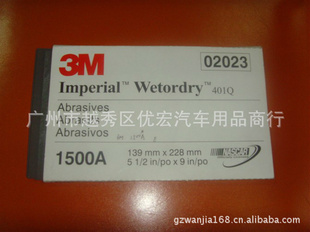 3M
02023
Imperial™ Wetordry™ 401Q
广州市越秀区优宏汽车用品商行
Abrasives
Abrasifs
Abrasivos
1500A
139 mm x 228 mm
5 1/2 in/po x 9 in/po
NASCAR
gzwanjia168.cn.alibaba.com